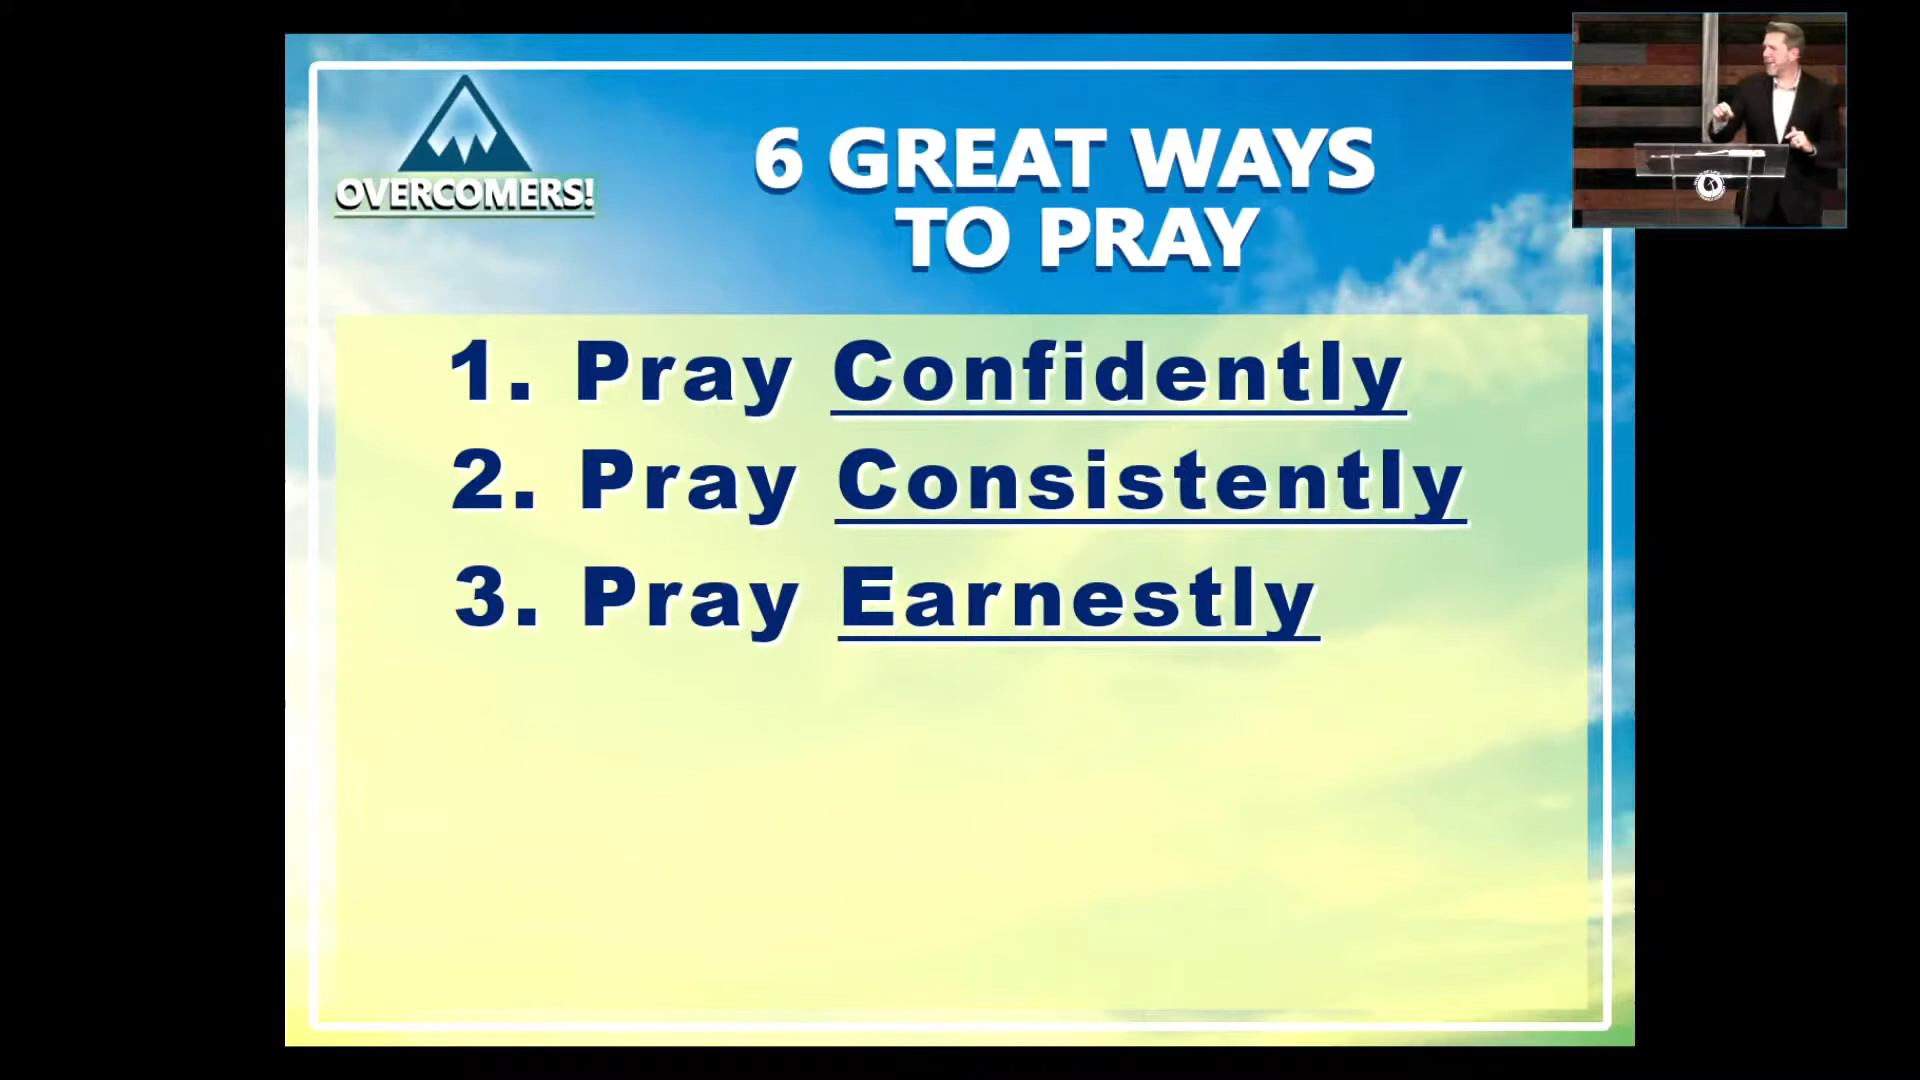 OVERCOMERS!
6 GREAT WAYS
TO PRAY
1. Pray Confidently
2. Pray Consistently
3. Pray Earnestly